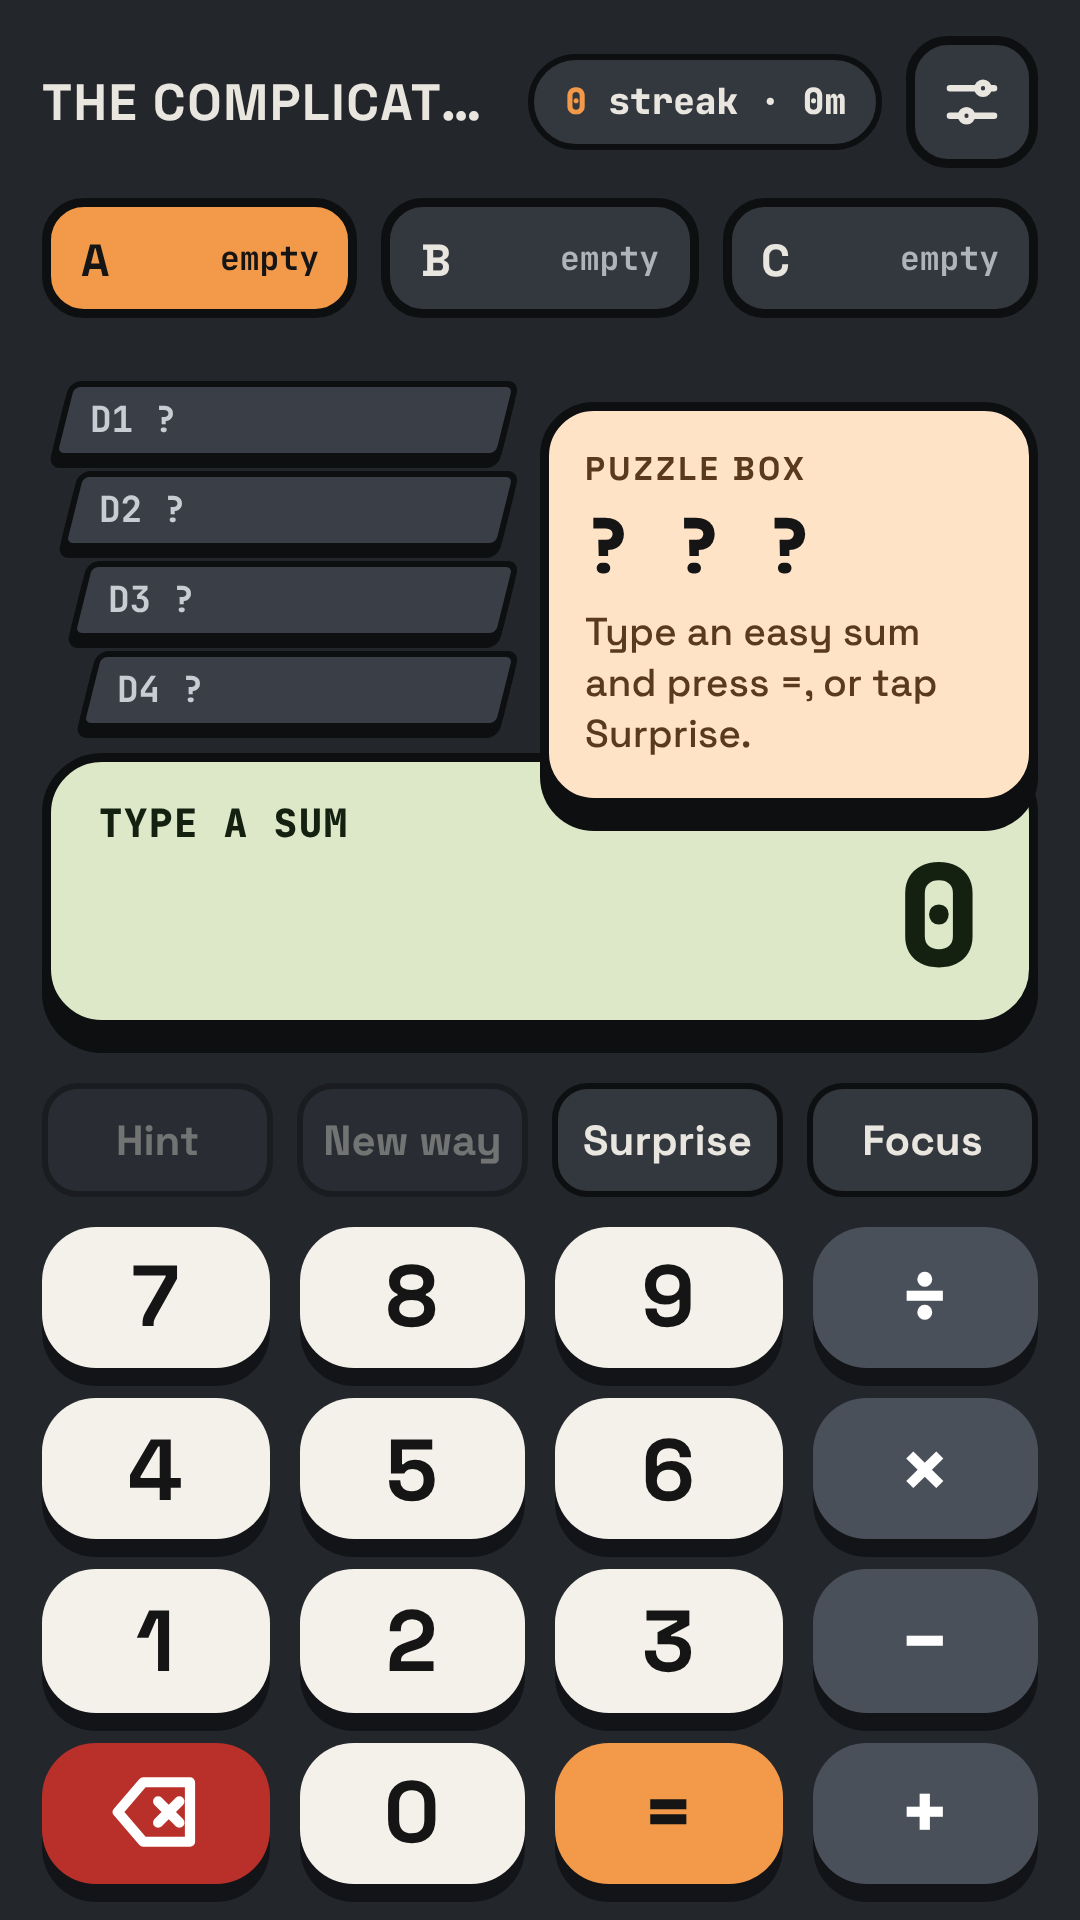 THE COMPLICAT...
0 streak · 0m
A empty
B empty
C empty
D1 ?
D2 ?
D3 ?
D4 ?
PUZZLE BOX
? ? ?
Type an easy sum
and press =, or tap
Surprise.
TYPE A SUM
0
Hint
New way
Surprise
Focus
7 8 9 ÷
4 5 6 ×
1 2 3 −
0 = +